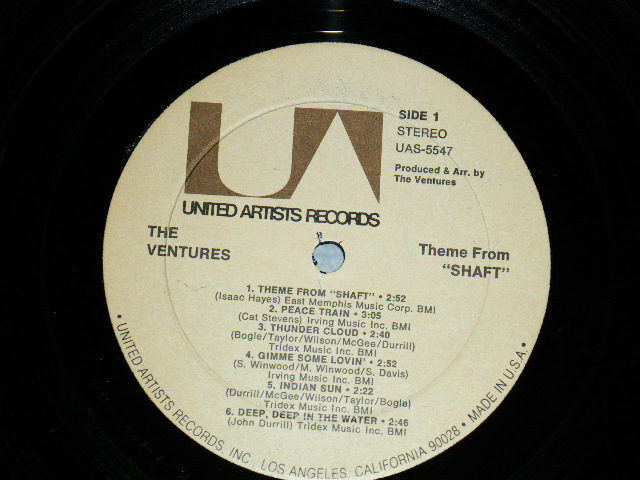 UA
SIDE 1
STEREO
UAS-5547
Produced & Arr. by
The Ventures
UNITED ARTISTS RECORDS
THE
VENTURES
Theme From
"SHAFT"
1. THEME FROM "SHAFT" • 2:52
(Isaac Hayes) East Memphis Music Corp. BMI
2. PEACE TRAIN • 3:05
(Cat Stevens) Irving Music Inc. BMI
3. THUNDER CLOUD • 2:40
(Bogle/Taylor/Wilson/McGee/Durrill)
Tridex Music Inc. BMI
4. GIMME SOME LOVIN' • 2:52
(S. Winwood/M. Winwood/S. Davis)
Irving Music Inc. BMI
5. INDIAN SUN • 2:22
(Durrill/McGee/Wilson/Taylor/Bogle)
Tridex Music Inc. BMI
6. DEEP, DEEP IN THE WATER • 2:46
(John Durrill) Tridex Music Inc. BMI
• UNITED ARTISTS RECORDS, INC., LOS ANGELES, CALIFORNIA 90028 • MADE IN U.S.A. •